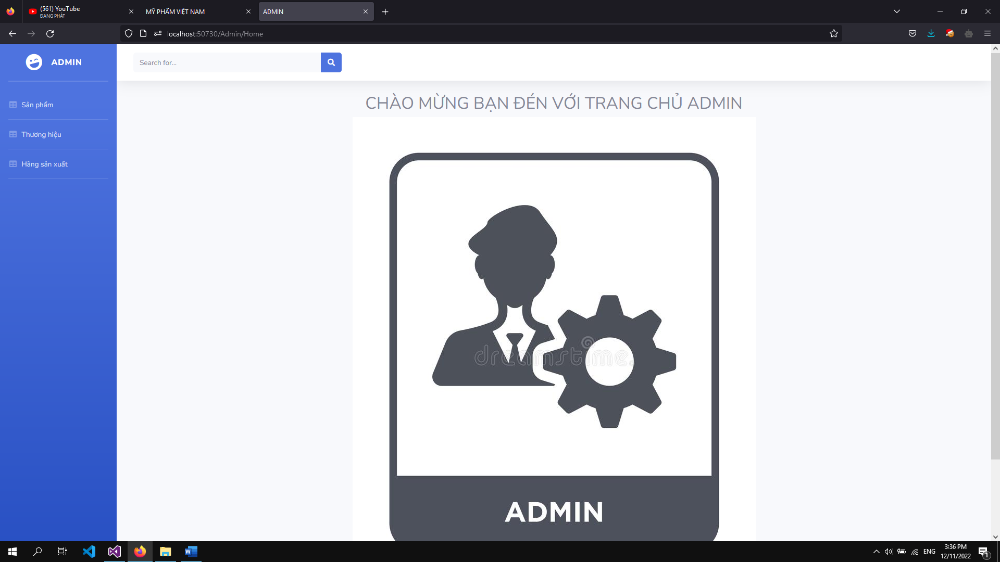 (561) YouTube
ĐANG PHÁT
MỸ PHẨM VIỆT NAM
ADMIN
localhost:50730/Admin/Home
ADMIN
Search for...
CHÀO MỪNG BẠN ĐẾN VỚI TRANG CHỦ ADMIN
Sản phẩm
Thương hiệu
Hãng sản xuất
dreamstime.
ADMIN
ENG
3:36 PM
12/11/2022
1